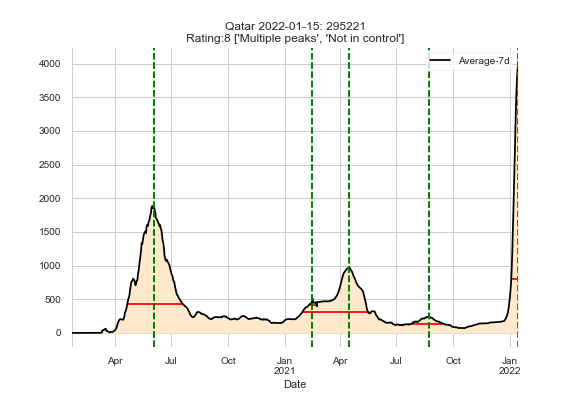 Qatar 2022-01-15: 295221
Rating:8 ['Multiple peaks', 'Not in control']
Average-7d
4000
3500
3000
2500
2000
1500
1000
500
0
Apr Jul Oct Jan Apr Jul Oct Jan
2021 2022
Date